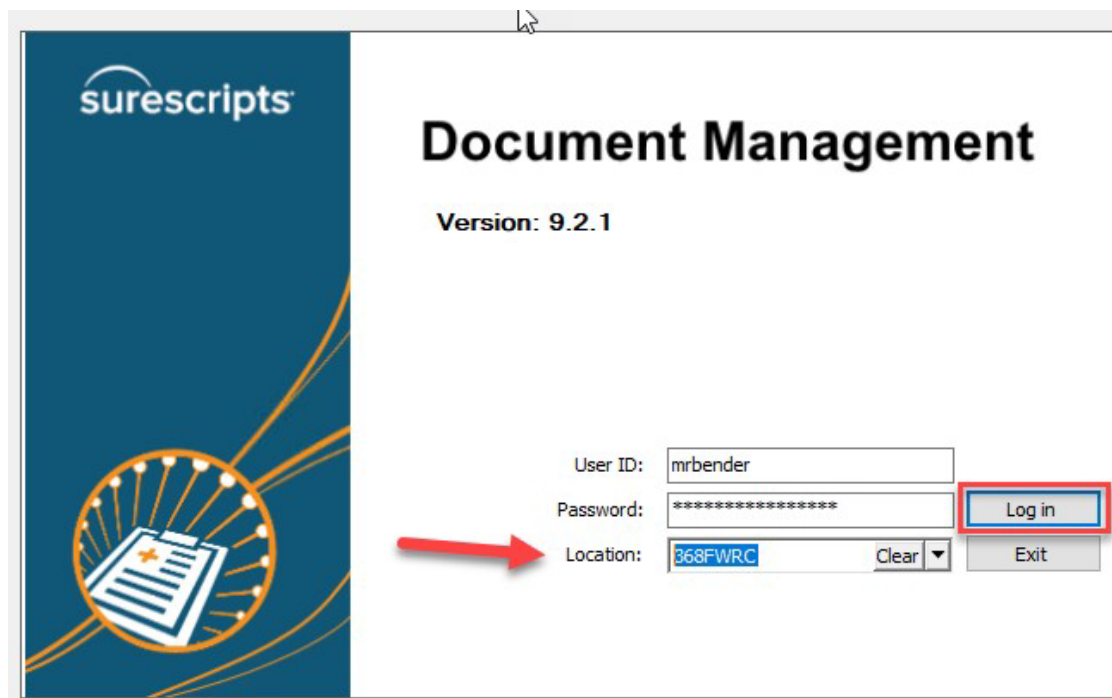 surescripts
Document Management
Version: 9.2.1
User ID: mrbender
Password: ****************
Log in
Location: 368FWRC Clear
Exit